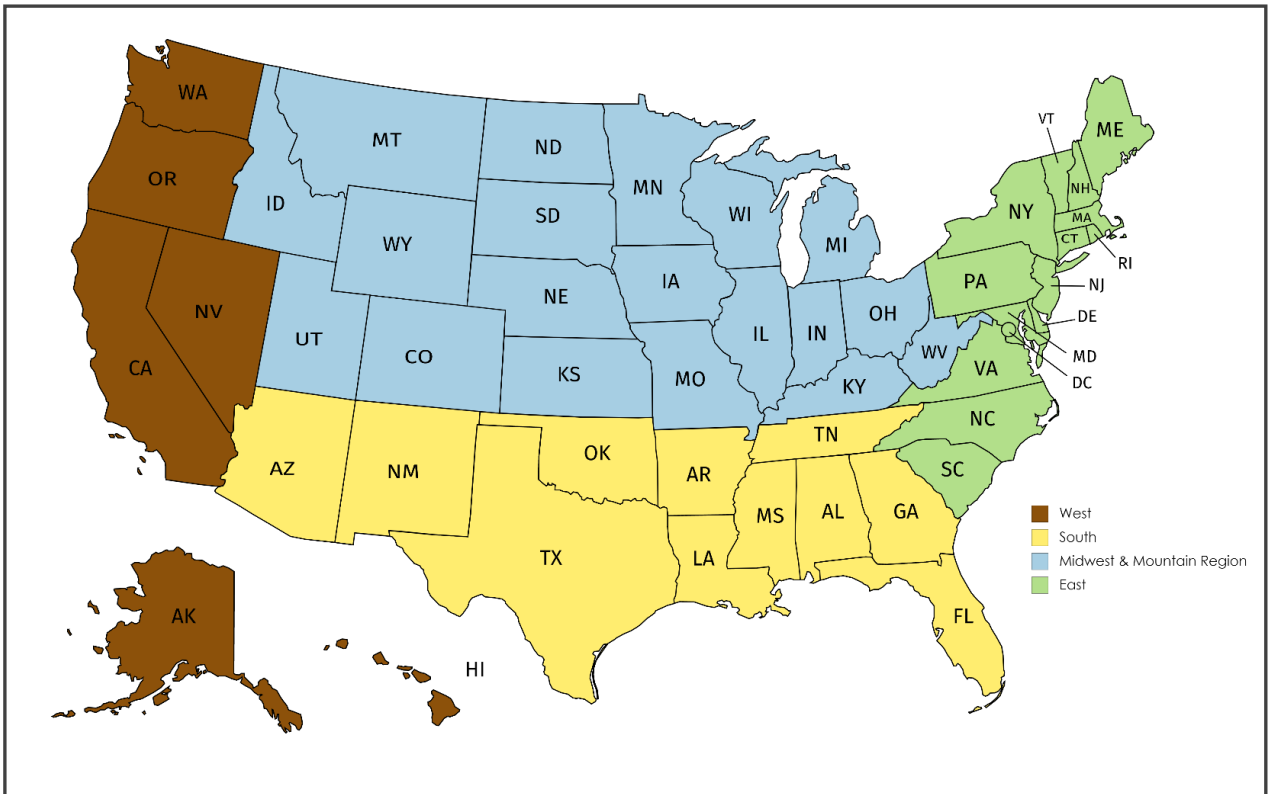 WA
OR
CA
NV
ID
MT
WY
UT
CO
ND
SD
NE
KS
MN
IA
MO
WI
IL
MI
IN
OH
KY
WV
VT
ME
NH
NY
MA
CT
RI
PA
NJ
DE
MD
DC
VA
NC
SC
TN
AZ
NM
OK
TX
AR
LA
MS
AL
GA
FL
AK
HI
West
South
Midwest & Mountain Region
East